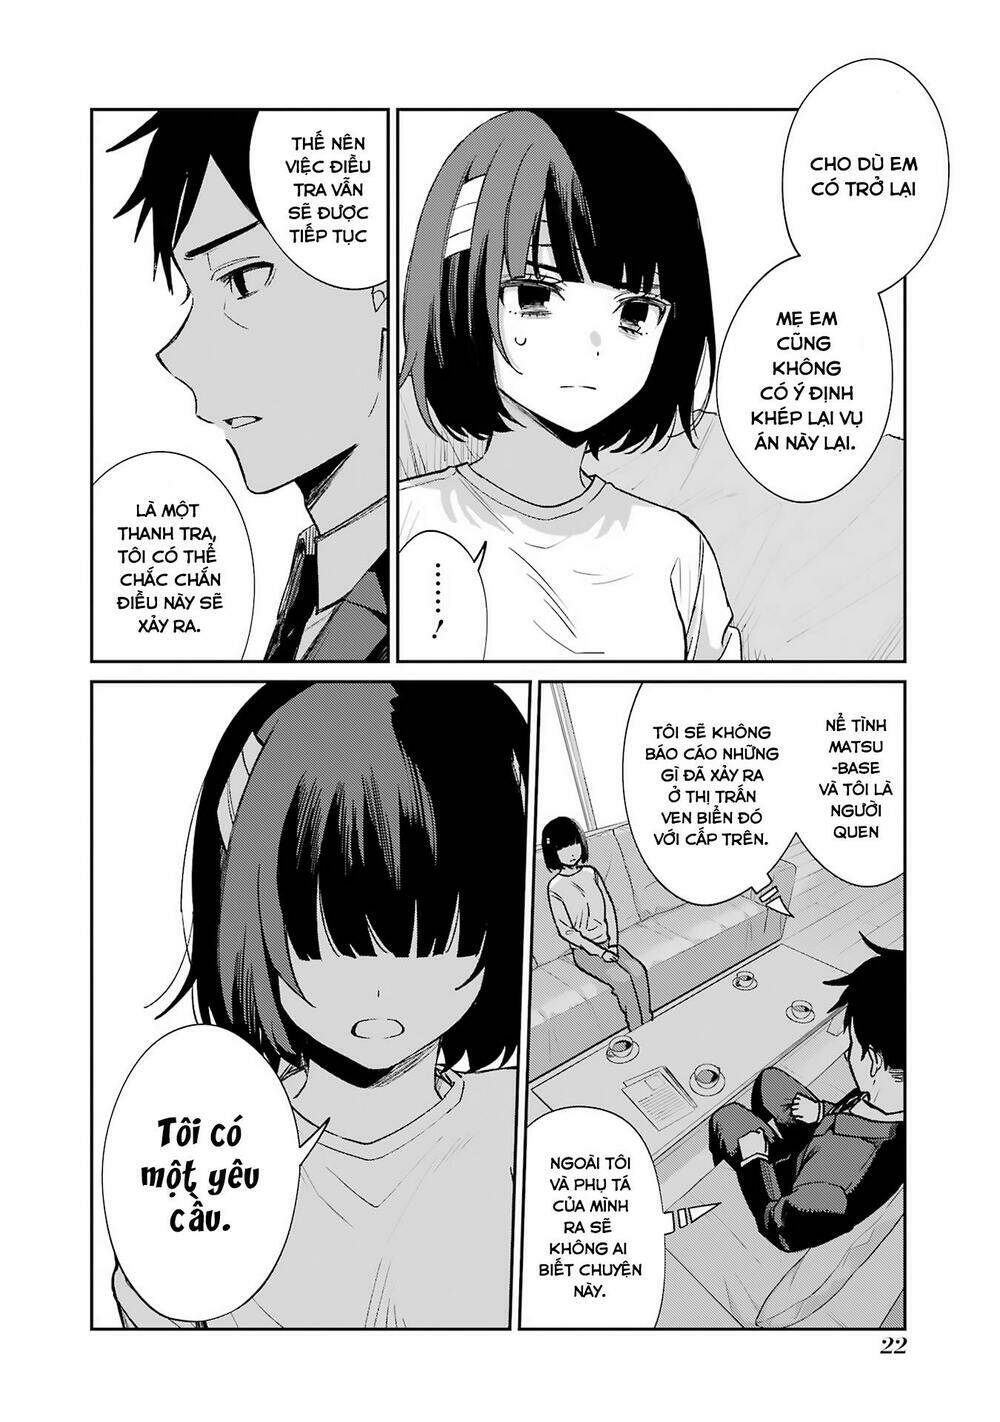 CHO DÙ EM
CÓ TRỞ LẠI
MẸ EM
CŨNG
KHÔNG
CÓ Ý ĐỊNH
KHÉP LẠI VỤ
ÁN NÀY LẠI.
......!
THẾ NÊN
VIỆC ĐIỀU
TRA VẪN
SẼ ĐƯỢC
TIẾP TỤC
LÀ MỘT
THANH TRA,
TÔI CÓ THỂ
CHẮC CHẮN
ĐIỀU NÀY SẼ
XẢY RA.
NỂ TÌNH
MATSU
-BASE
VÀ TÔI LÀ
NGƯỜI
QUEN
TÔI SẼ KHÔNG
BÁO CÁO NHỮNG
GÌ ĐÃ XẢY RA
Ở THỊ TRẤN
VEN BIỂN ĐÓ
VỚI CẤP TRÊN.
NGOÀI TÔI
VÀ PHỤ TÁ
CỦA MÌNH
RA SẼ
KHÔNG AI
BIẾT CHUYỆN
NÀY.
Tôi có
một yêu
cầu.
22